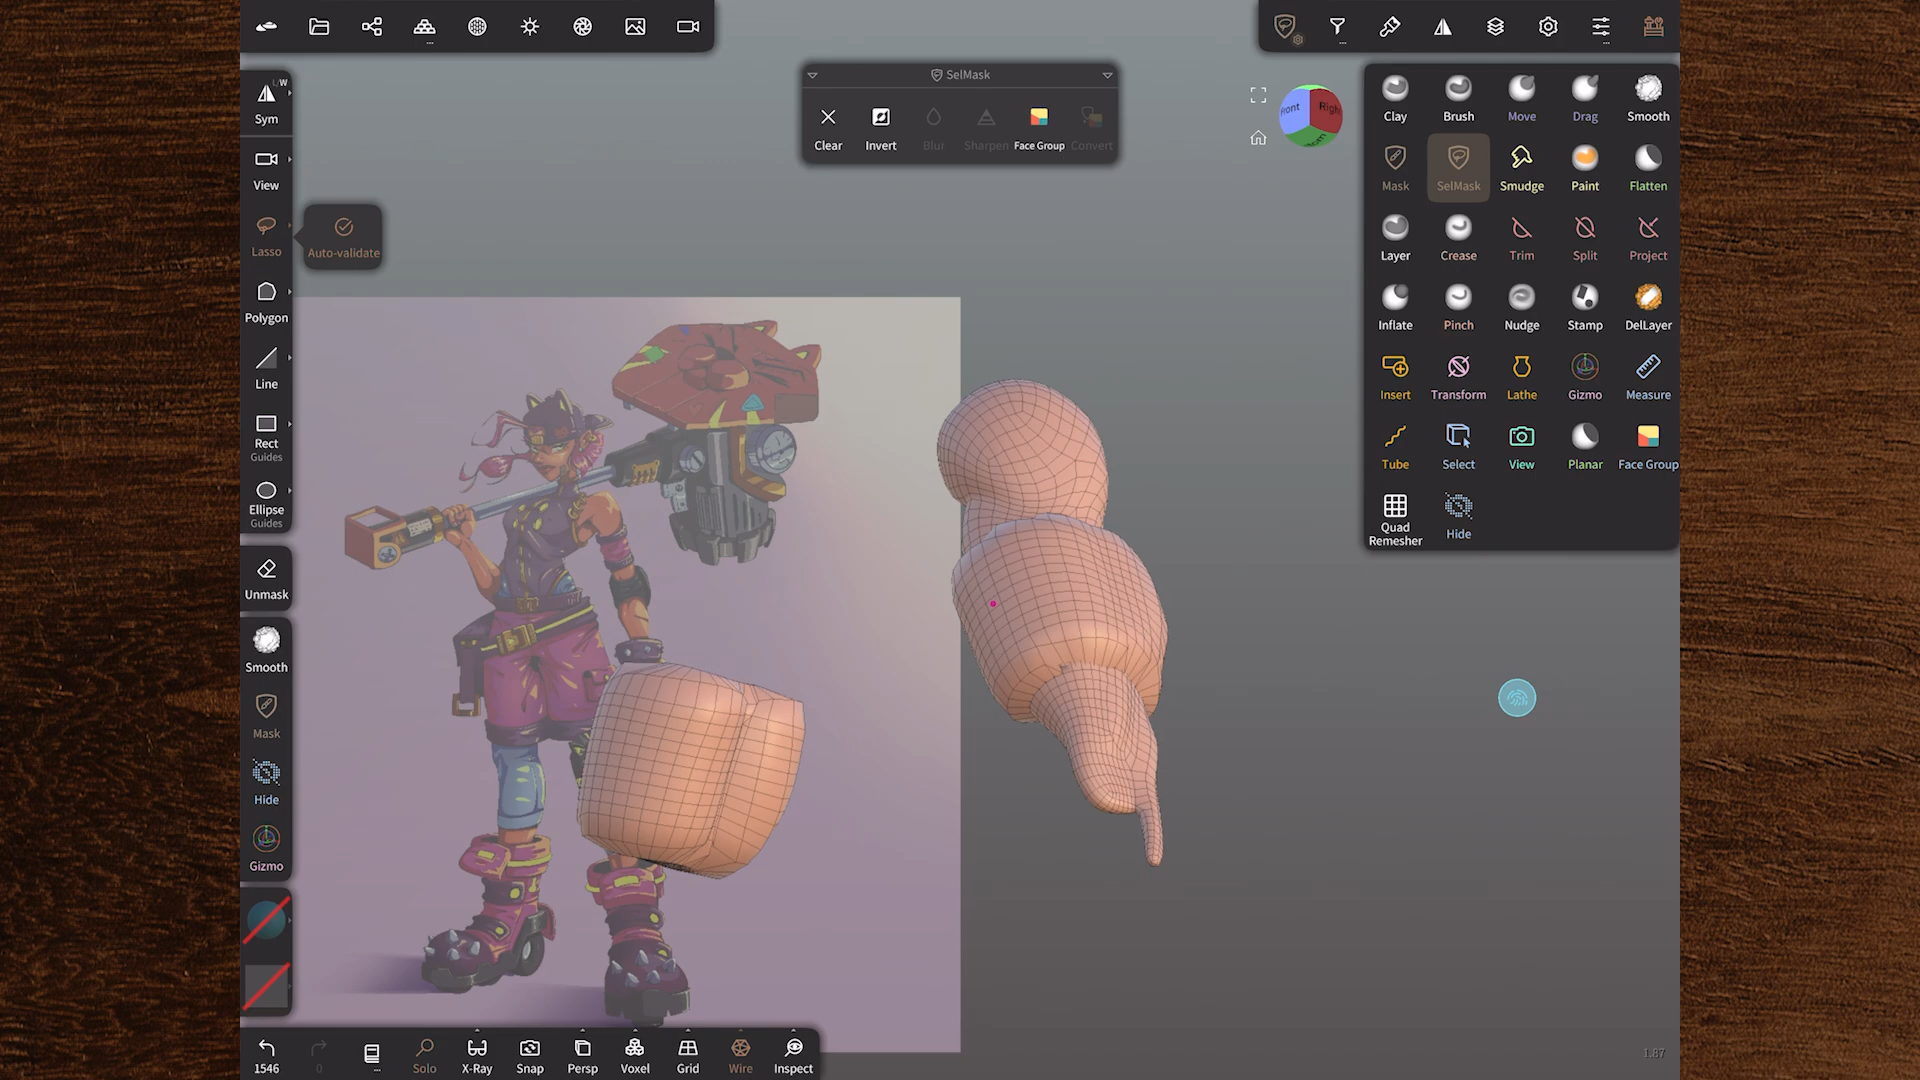 SelMask
Clear
Invert
Blur
Sharpen
Face Group
Convert
L/W
Sym
View
Lasso
Auto-validate
Polygon
Line
Rect
Guides
Ellipse
Guides
Unmask
Smooth
Mask
Hide
Gizmo
Front
Right
Clay
Brush
Move
Drag
Smooth
Mask
SelMask
Smudge
Paint
Flatten
Layer
Crease
Trim
Split
Project
Inflate
Pinch
Nudge
Stamp
DelLayer
Insert
Transform
Lathe
Gizmo
Measure
Tube
Select
View
Planar
Face Group
Quad
Remesher
Hide
1546
0
Solo
X-Ray
Snap
Persp
Voxel
Grid
Wire
Inspect
1.87